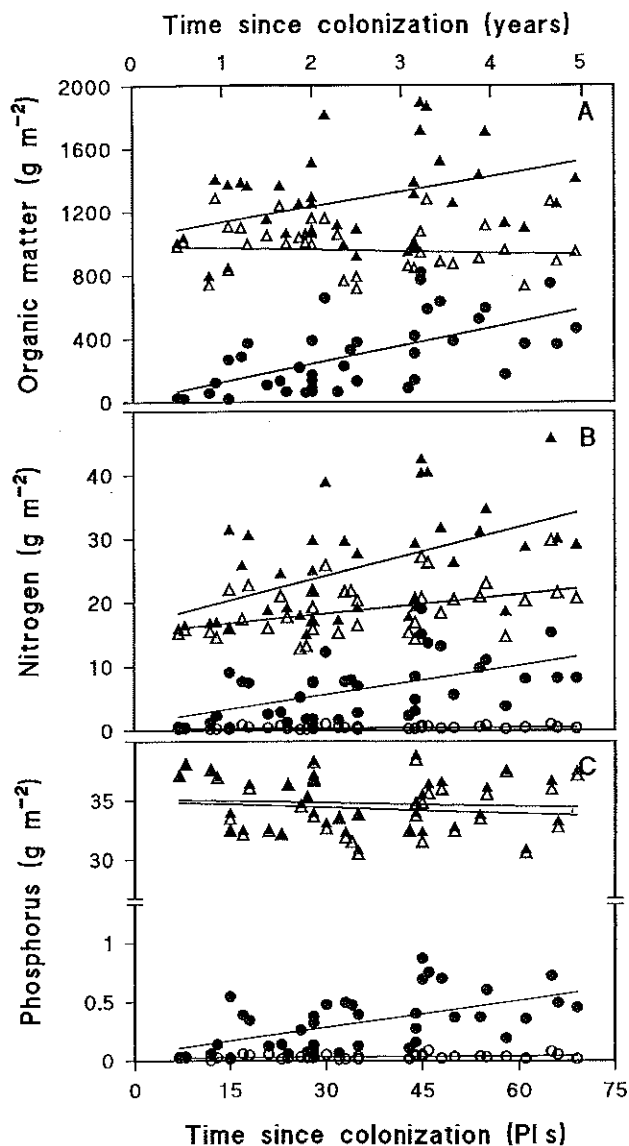 Time since colonization (years)
0 1 2 3 4 5
A
Organic matter (g m⁻²)
2000
1600
1200
800
400
0
B
Nitrogen (g m⁻²)
40
30
20
10
0
C
Phosphorus (g m⁻²)
35
30
1
0.5
0
0 15 30 45 60 75
Time since colonization (PIs)